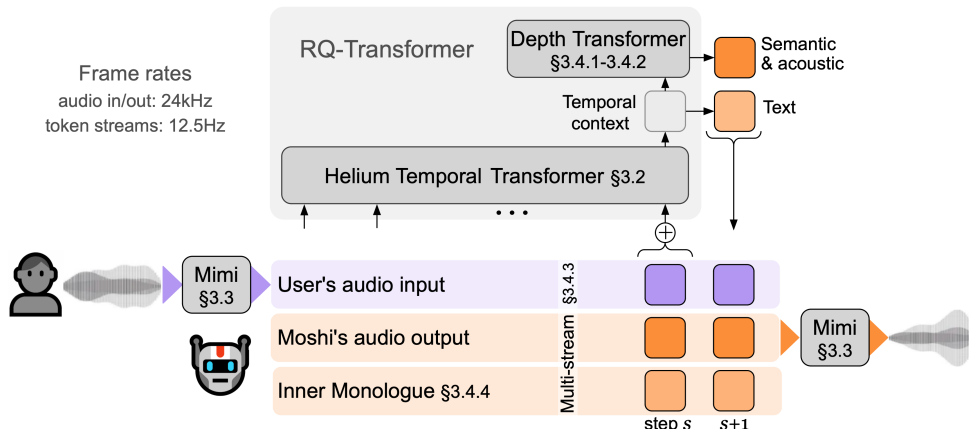 RQ-Transformer
Depth Transformer
§3.4.1-3.4.2
Semantic
& acoustic
Frame rates
audio in/out: 24kHz
token streams: 12.5Hz
Temporal
context
Text
Helium Temporal Transformer §3.2
...
Mimi
§3.3
User's audio input
§3.4.3
Moshi's audio output
Multi-stream
Mimi
§3.3
Inner Monologue §3.4.4
step s
s+1